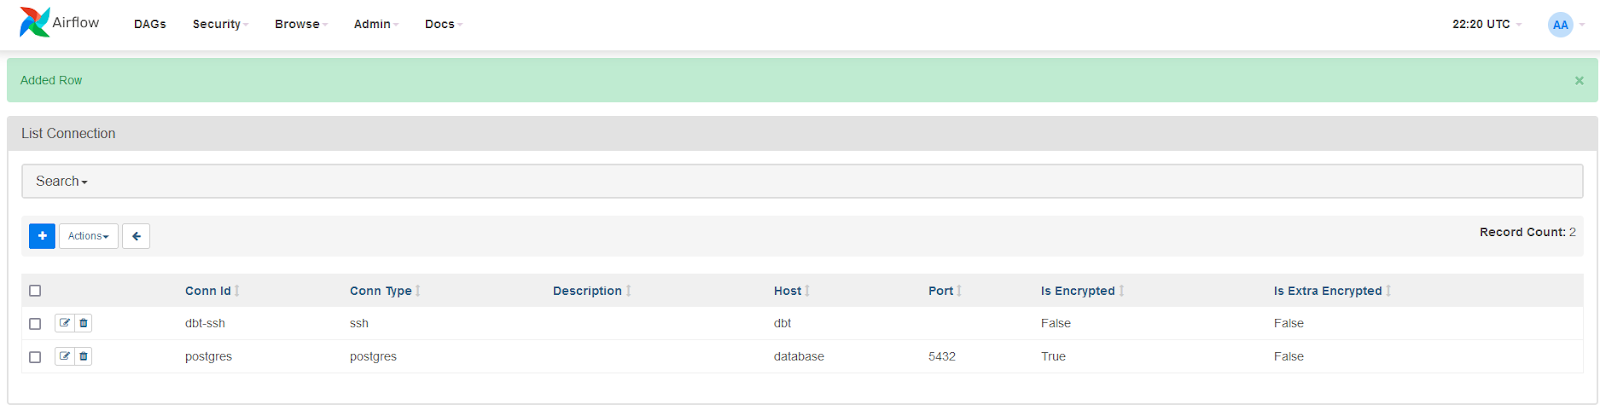 Airflow DAGs Security Browse Admin Docs 22:20 UTC AA
Added Row ×
List Connection
Search
+ Actions Record Count: 2
Conn Id Conn Type Description Host Port Is Encrypted Is Extra Encrypted
dbt-ssh ssh dbt False False
postgres postgres database 5432 True False